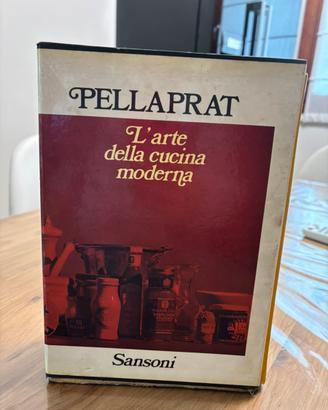 PELLAPRAT
L'arte
della cucina
moderna
Sansoni